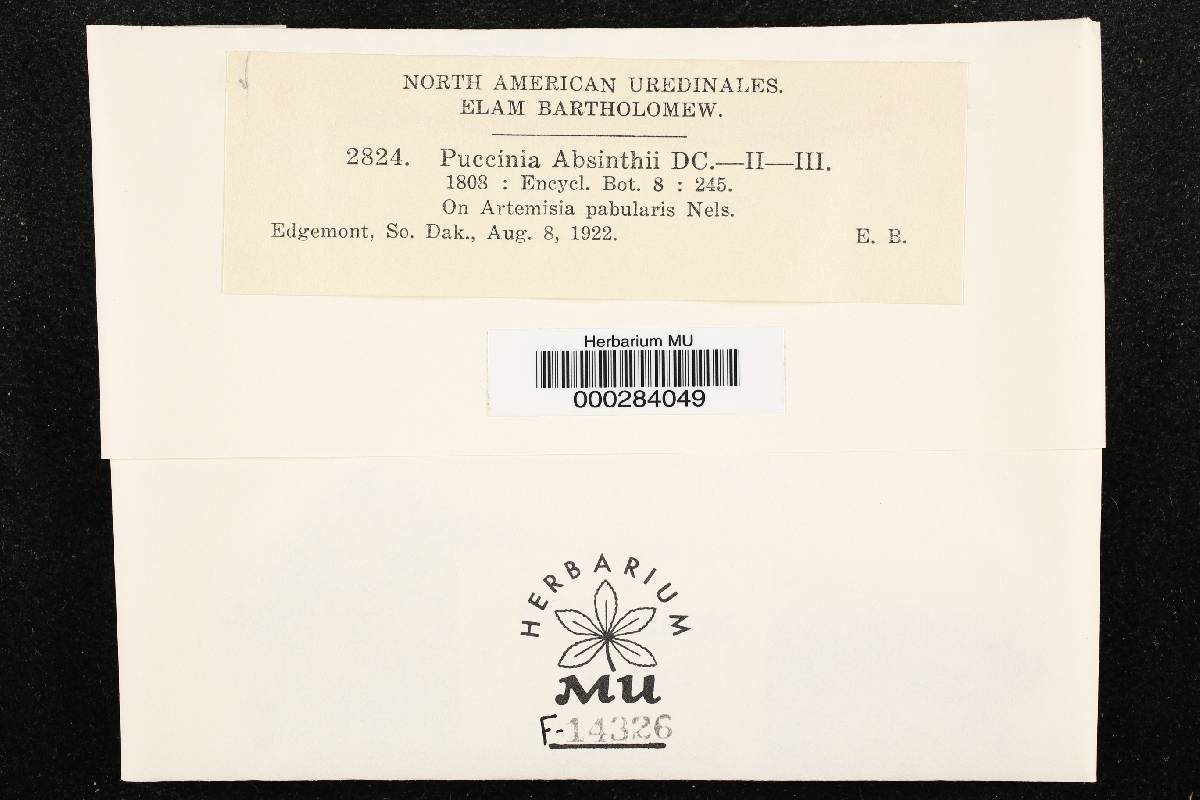 NORTH AMERICAN UREDINALES.
ELAM BARTHOLOMEW.
2824. Puccinia Absinthii DC.—II—III.
1808 : Encycl. Bot. 8 : 245.
On Artemisia pabularis Nels.
Edgemont, So. Dak., Aug. 8, 1922. E. B.
Herbarium MU
000284049
HERBARIUM
MU
F-14326